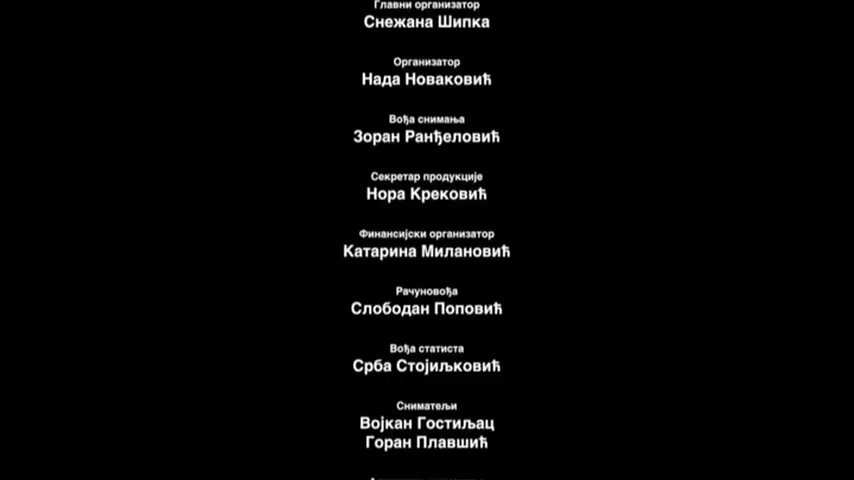 Главни организатор
Снежана Шипка
Организатор
Нада Новаковић
Вођа снимања
Зоран Ранђеловић
Секретар продукције
Нора Крековић
Финансијски организатор
Катарина Милановић
Рачуновођа
Слободан Поповић
Вођа статиста
Срба Стојиљковић
Сниматељи
Војкан Гостиљац
Горан Плавшић